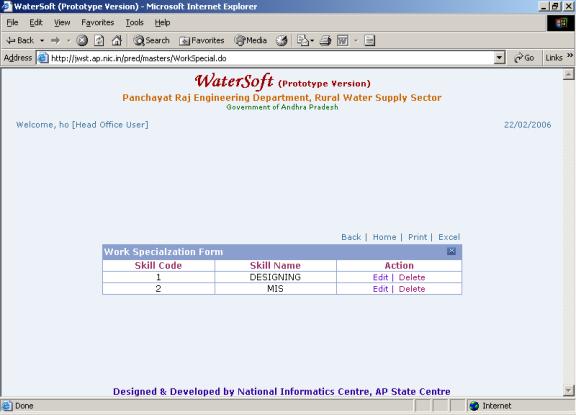 WaterSoft (Prototype Version) - Microsoft Internet Explorer
File Edit View Favorites Tools Help
Back Search Favorites Media
Address http://jwst.ap.nic.in/pred/masters/WorkSpecial.do Go Links »
WaterSoft (Prototype Version)
Panchayat Raj Engineering Department, Rural Water Supply Sector
Government of Andhra Pradesh
Welcome, ho [Head Office User] 22/02/2006
Back | Home | Print | Excel
Work Specialzation Form
Skill Code Skill Name Action
1 DESIGNING Edit | Delete
2 MIS Edit | Delete
Designed & Developed by National Informatics Centre, AP State Centre
Done Internet